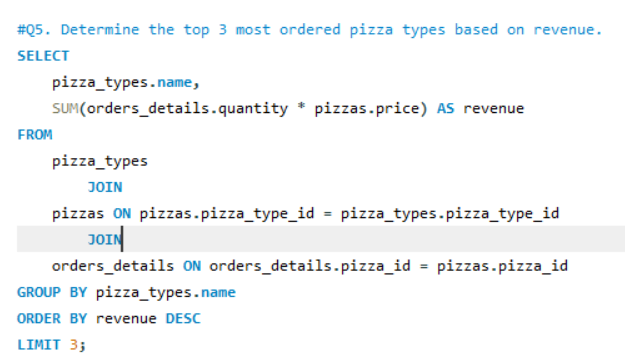 #Q5. Determine the top 3 most ordered pizza types based on revenue.
SELECT
    pizza_types.name,
    SUM(orders_details.quantity * pizzas.price) AS revenue
FROM
    pizza_types
        JOIN
    pizzas ON pizzas.pizza_type_id = pizza_types.pizza_type_id
        JOIN
    orders_details ON orders_details.pizza_id = pizzas.pizza_id
GROUP BY pizza_types.name
ORDER BY revenue DESC
LIMIT 3;